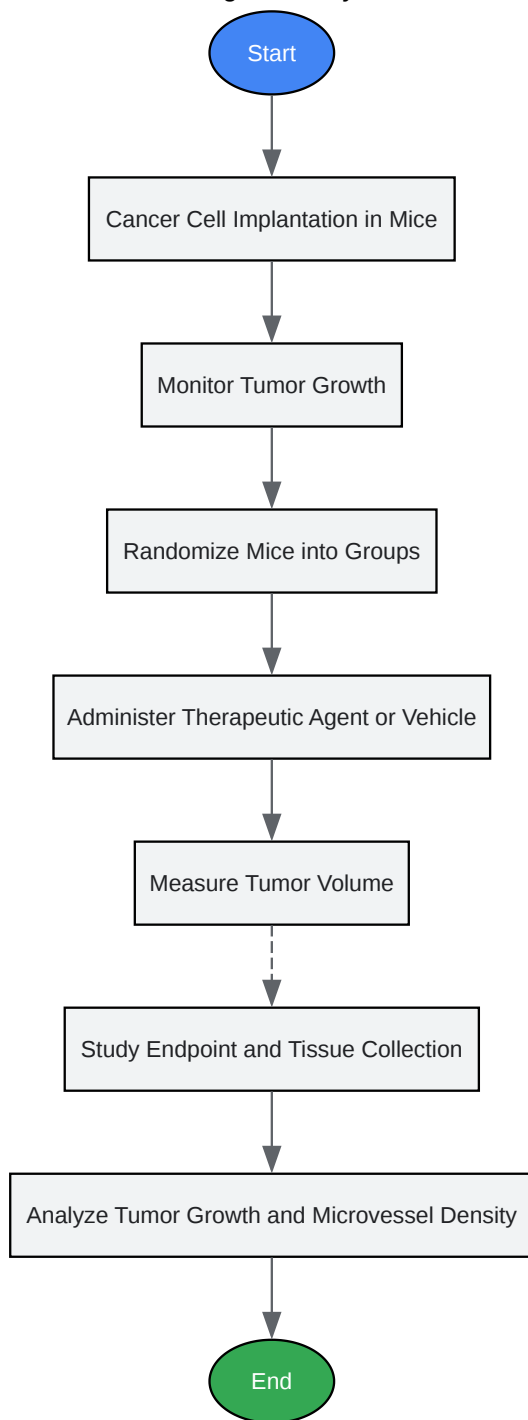 Start
Cancer Cell Implantation in Mice
Monitor Tumor Growth
Randomize Mice into Groups
Administer Therapeutic Agent or Vehicle
Measure Tumor Volume
Study Endpoint and Tissue Collection
Analyze Tumor Growth and Microvessel Density
End